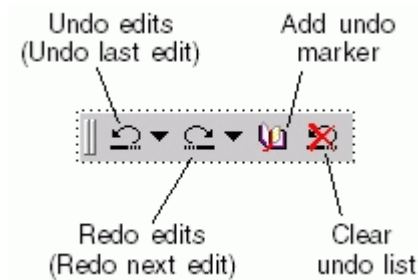 Undo edits
(Undo last edit)
Add undo
marker
Redo edits
(Redo next edit)
Clear
undo list